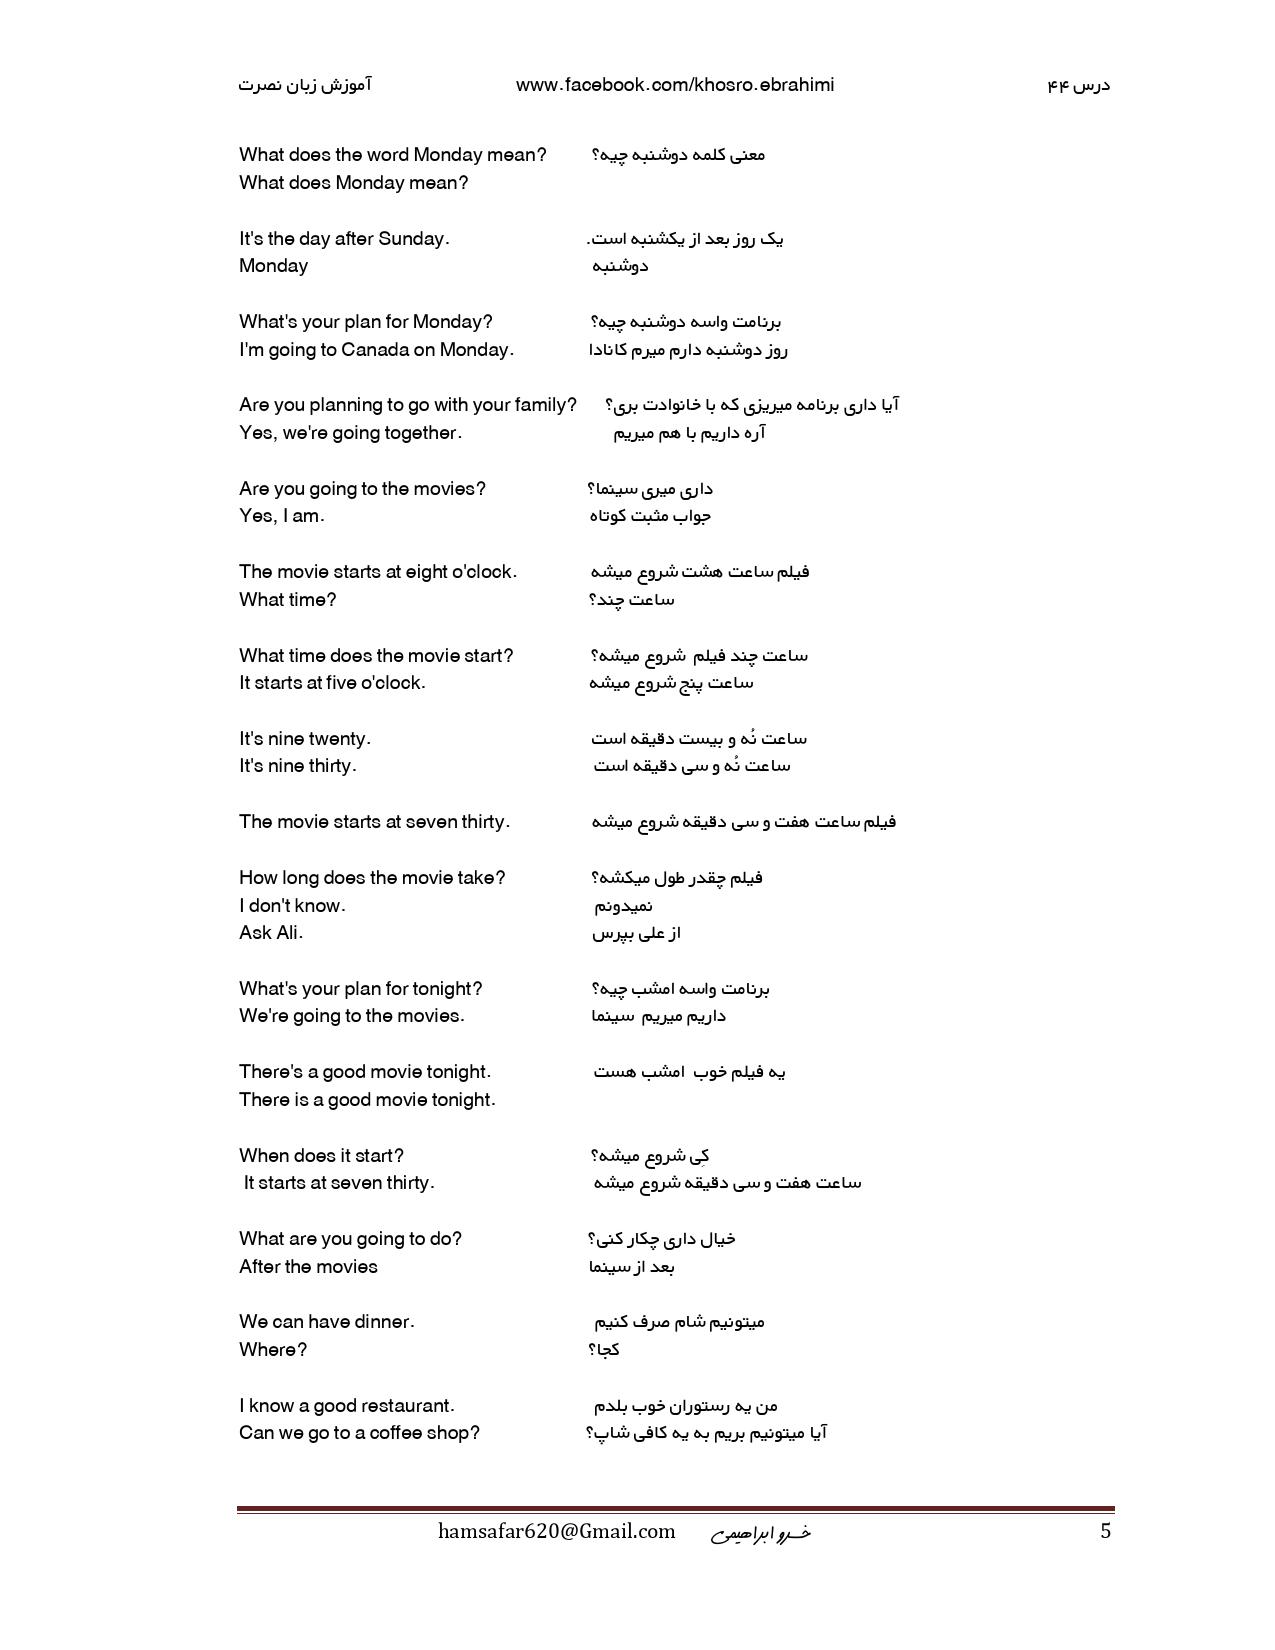 آموزش زبان نصرت www.facebook.com/khosro.ebrahimi درس ۴۴
What does the word Monday mean? معنی کلمه دوشنبه چیه؟
What does Monday mean?
It's the day after Sunday. یک روز بعد از یکشنبه است.
Monday دوشنبه
What's your plan for Monday? برنامت واسه دوشنبه چیه؟
I'm going to Canada on Monday. روز دوشنبه دارم میرم کانادا
Are you planning to go with your family? آیا داری برنامه میریزی که با خانوادت بری؟
Yes, we're going together. آره داریم با هم میریم
Are you going to the movies? داری میری سینما؟
Yes, I am. جواب مثبت کوتاه
The movie starts at eight o'clock. فیلم ساعت هشت شروع میشه
What time? ساعت چند؟
What time does the movie start? ساعت چند فیلم شروع میشه؟
It starts at five o'clock. ساعت پنج شروع میشه
It's nine twenty. ساعت نُه و بیست دقیقه است
It's nine thirty. ساعت نُه و سی دقیقه است
The movie starts at seven thirty. فیلم ساعت هفت و سی دقیقه شروع میشه
How long does the movie take? فیلم چقدر طول میکشه؟
I don't know. نمیدونم
Ask Ali. از علی بپرس
What's your plan for tonight? برنامت واسه امشب چیه؟
We're going to the movies. داریم میریم سینما
There's a good movie tonight. یه فیلم خوب امشب هست
There is a good movie tonight.
When does it start? کِی شروع میشه؟
It starts at seven thirty. ساعت هفت و سی دقیقه شروع میشه
What are you going to do? خیال داری چکار کنی؟
After the movies بعد از سینما
We can have dinner. میتونیم شام صرف کنیم
Where? کجا؟
I know a good restaurant. من یه رستوران خوب بلدم
Can we go to a coffee shop? آیا میتونیم بریم به یه کافی شاپ؟
hamsafar620@Gmail.com خسرو ابراهیمی 5